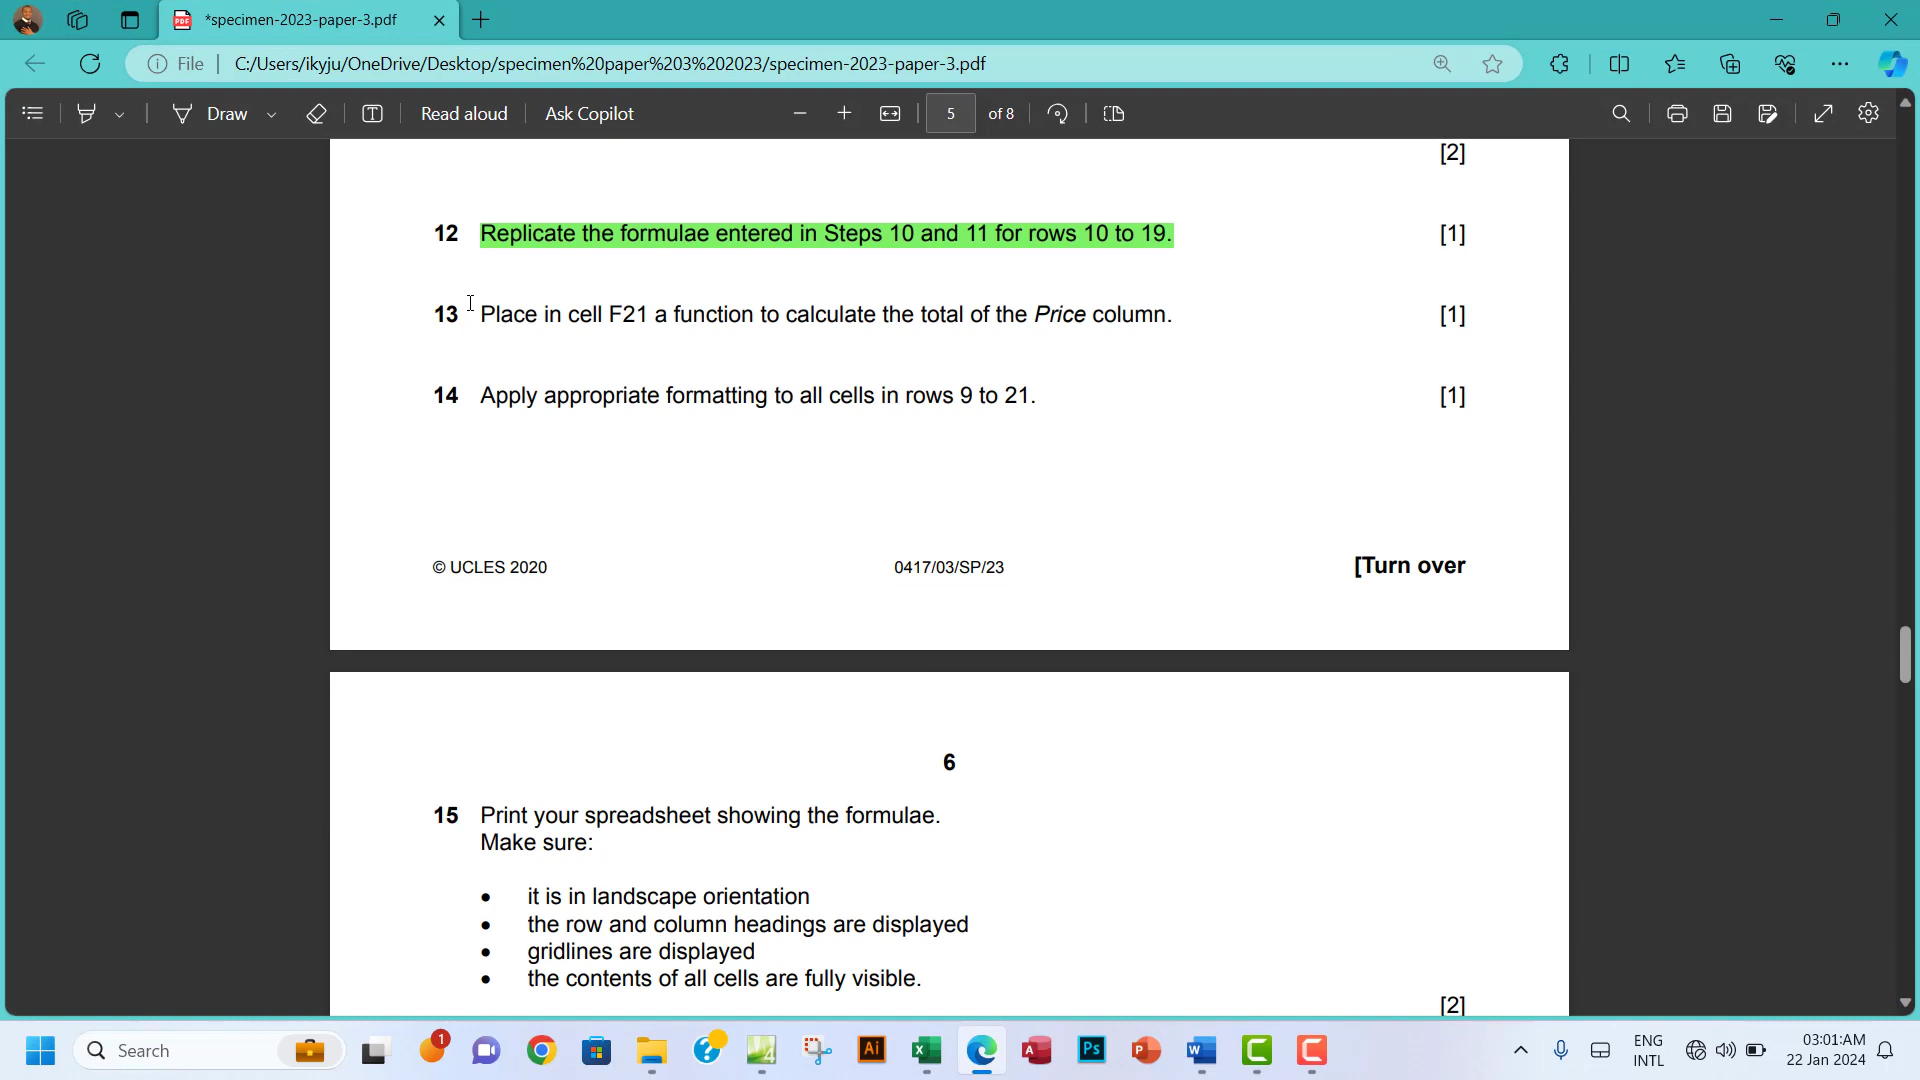 *specimen-2023-paper-3.pdf
File
C:/Users/ikyju/OneDrive/Desktop/specimen%20paper%203%202023/specimen-2023-paper-3.pdf
Draw
Read aloud
Ask Copilot
5
of 8
[2]
12 Replicate the formulae entered in Steps 10 and 11 for rows 10 to 19. [1]
13 Place in cell F21 a function to calculate the total of the Price column. [1]
14 Apply appropriate formatting to all cells in rows 9 to 21. [1]
© UCLES 2020 0417/03/SP/23 [Turn over
6
15 Print your spreadsheet showing the formulae.
Make sure:
• it is in landscape orientation
• the row and column headings are displayed
• gridlines are displayed
• the contents of all cells are fully visible.
[2]
Search
1
Ai
Ps
ENG
INTL
03:01:AM
22 Jan 2024